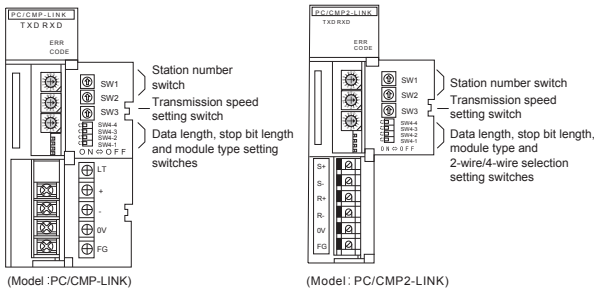 PC/CMP-LINK
TXD RXD
ERR
CODE
SW1
SW2
SW3
SW4-4
SW4-3
SW4-2
SW4-1
ON⇔OFF
LT
+
-
0V
FG
Station number
switch
Transmission speed
setting switch
Data length, stop bit length
and module type setting
switches
(Model :PC/CMP-LINK)
PC/CMP2-LINK
TXD RXD
ERR
CODE
SW1
SW2
SW3
SW4-4
SW4-3
SW4-2
SW4-1
ON⇔OFF
S+
S-
R+
R-
0V
FG
Station number switch
Transmission speed
setting switch
Data length, stop bit length,
module type and
2-wire/4-wire selection
setting switches
(Model: PC/CMP2-LINK)